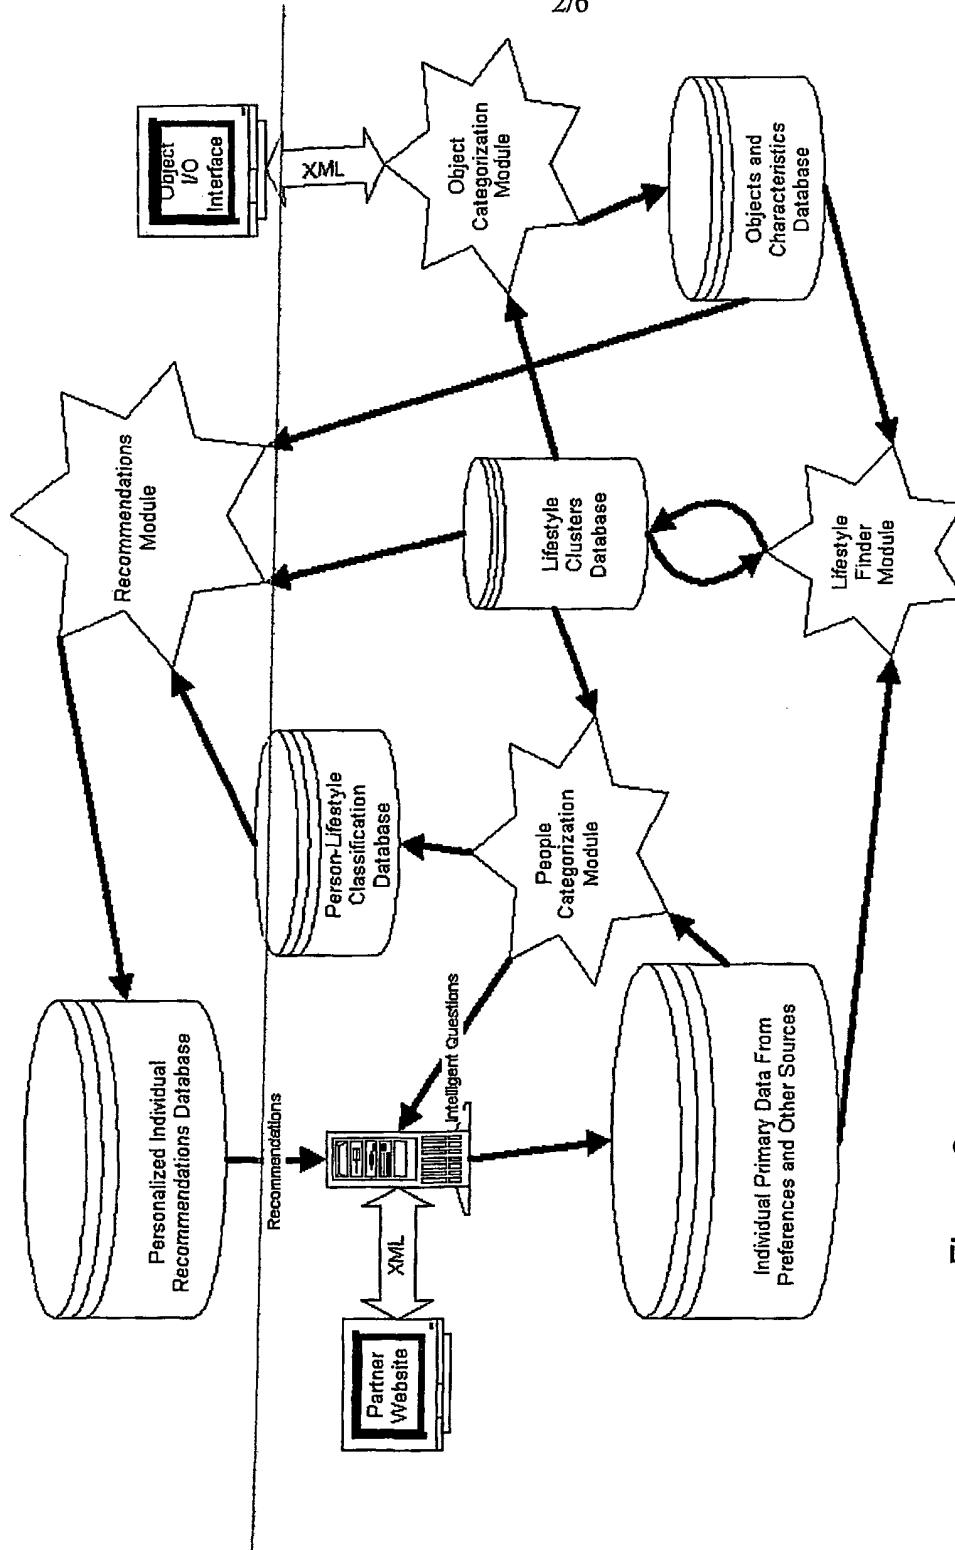 2/6
Object
I/O
Interface
XML
Object
Categorization
Module
Objects and
Characteristics
Database
Recommendations
Module
Lifestyle
Clusters
Database
Lifestyle
Finder
Module
Person-Lifestyle
Classification
Database
People
Categorization
Module
Personalized Individual
Recommendations Database
Recommendations
Intelligent Questions
XML
Partner
Website
Individual Primary Data From
Preferences and Other Sources